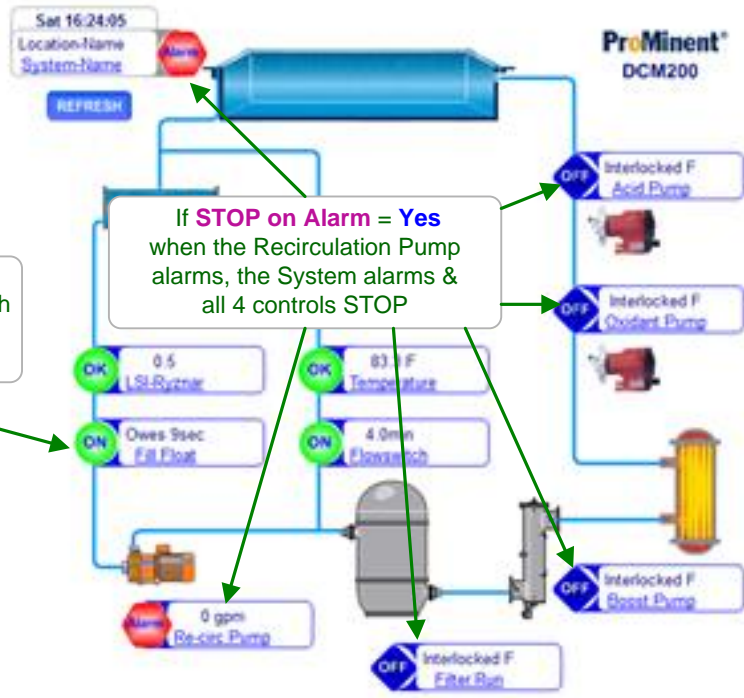 Sat 16:24:05
Location-Name
System-Name
Alarm
REFRESH
ProMinent®
DCM200
OFF
Interlocked F
Acid Pump
If STOP on Alarm = Yes
when the Recirculation Pump
alarms, the System alarms &
all 4 controls STOP
h
OFF
Interlocked F
Oxidant Pump
OK
0.5
LSI-Ryznar
OK
F
Temperature
ON
Owes 9sec
Fill Float
ON
4.0min
Flowswitch
OFF
Interlocked F
Boost Pump
Alarm
0 gpm
Re-circ Pump
OFF
Interlocked F
Filter Run